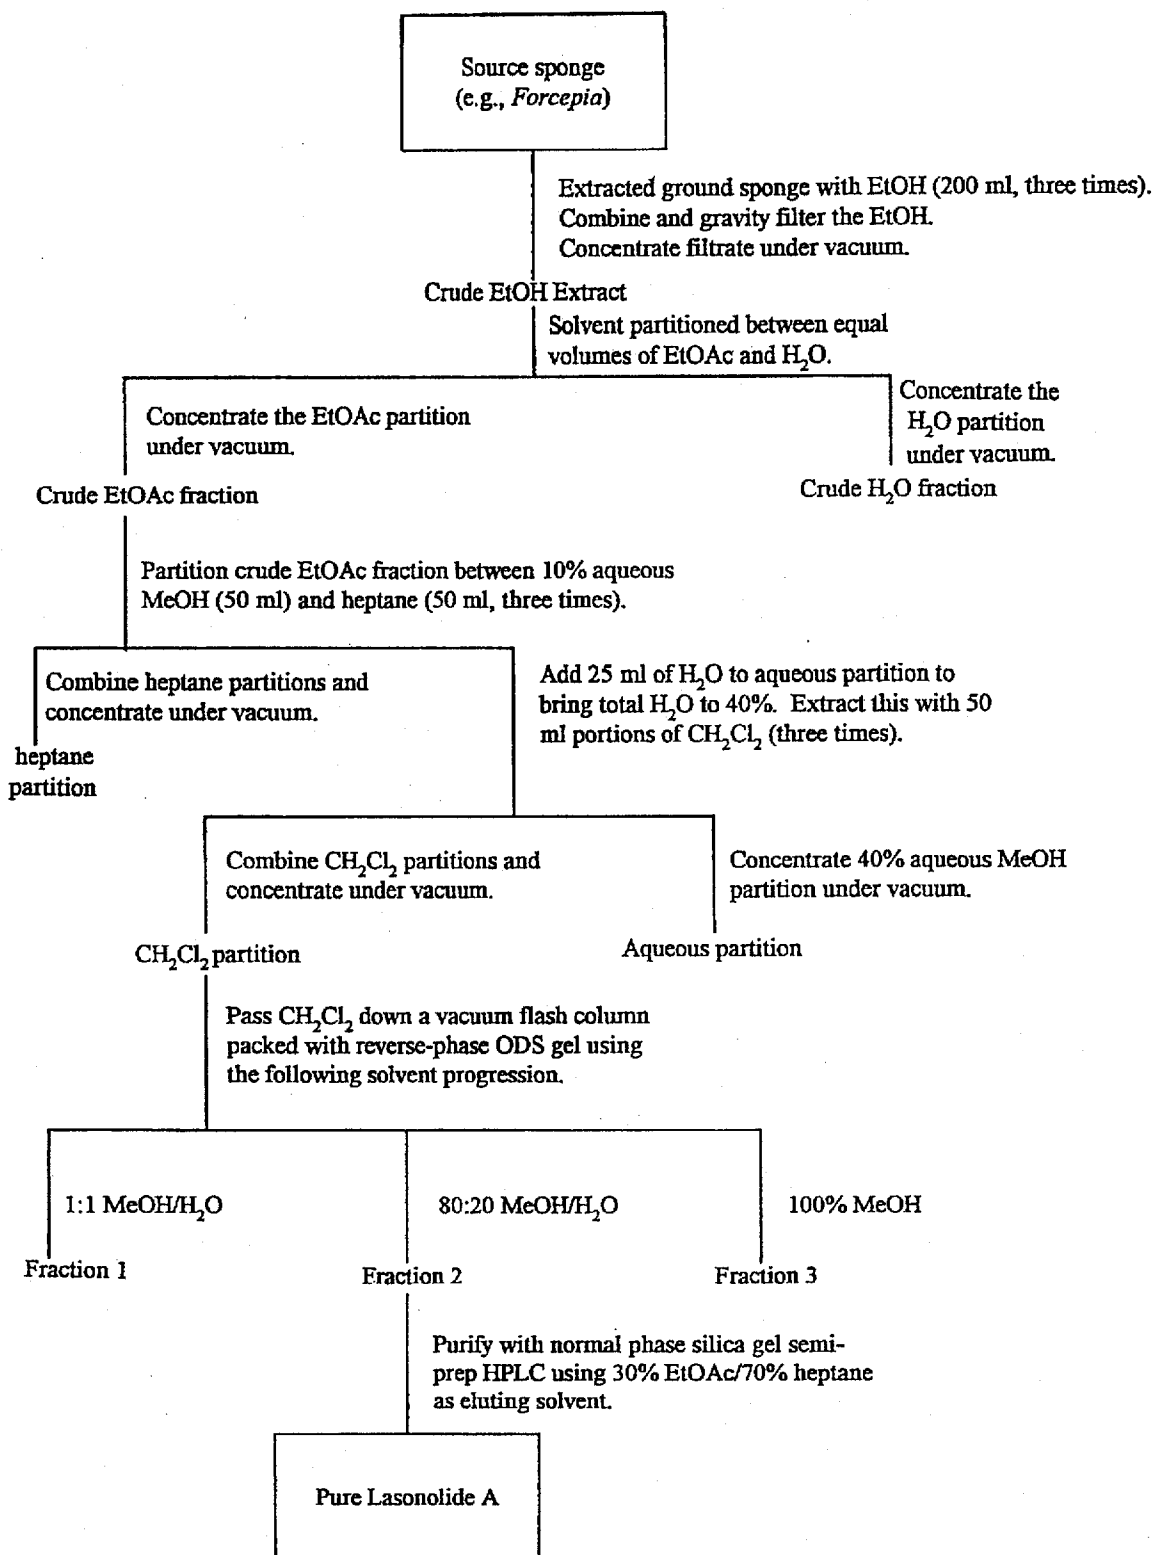 Source sponge
(e.g., Forcepia)
Extracted ground sponge with EtOH (200 ml, three times).
Combine and gravity filter the EtOH.
Concentrate filtrate under vacuum.
Crude EtOH Extract
Solvent partitioned between equal
volumes of EtOAc and H₂O.
Concentrate the EtOAc partition
under vacuum.
Concentrate the
H₂O partition
under vacuum.
Crude EtOAc fraction
Crude H₂O fraction
Partition crude EtOAc fraction between 10% aqueous
MeOH (50 ml) and heptane (50 ml, three times).
Combine heptane partitions and
concentrate under vacuum.
Add 25 ml of H₂O to aqueous partition to
bring total H₂O to 40%. Extract this with 50
ml portions of CH₂Cl₂ (three times).
heptane
partition
Combine CH₂Cl₂ partitions and
concentrate under vacuum.
Concentrate 40% aqueous MeOH
partition under vacuum.
CH₂Cl₂ partition
Aqueous partition
Pass CH₂Cl₂ down a vacuum flash column
packed with reverse-phase ODS gel using
the following solvent progression.
1:1 MeOH/H₂O
80:20 MeOH/H₂O
100% MeOH
Fraction 1
Fraction 2
Fraction 3
Purify with normal phase silica gel semi-
prep HPLC using 30% EtOAc/70% heptane
as eluting solvent.
Pure Lasonolide A